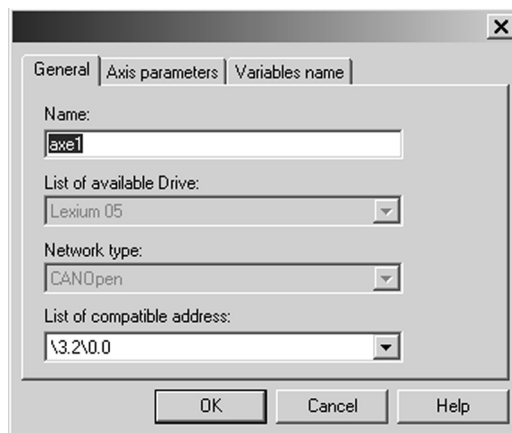 General Axis parameters Variables name
Name:
axe1
List of available Drive:
Lexium 05
Network type:
CANOpen
List of compatible address:
\3.2\0.0
OK Cancel Help